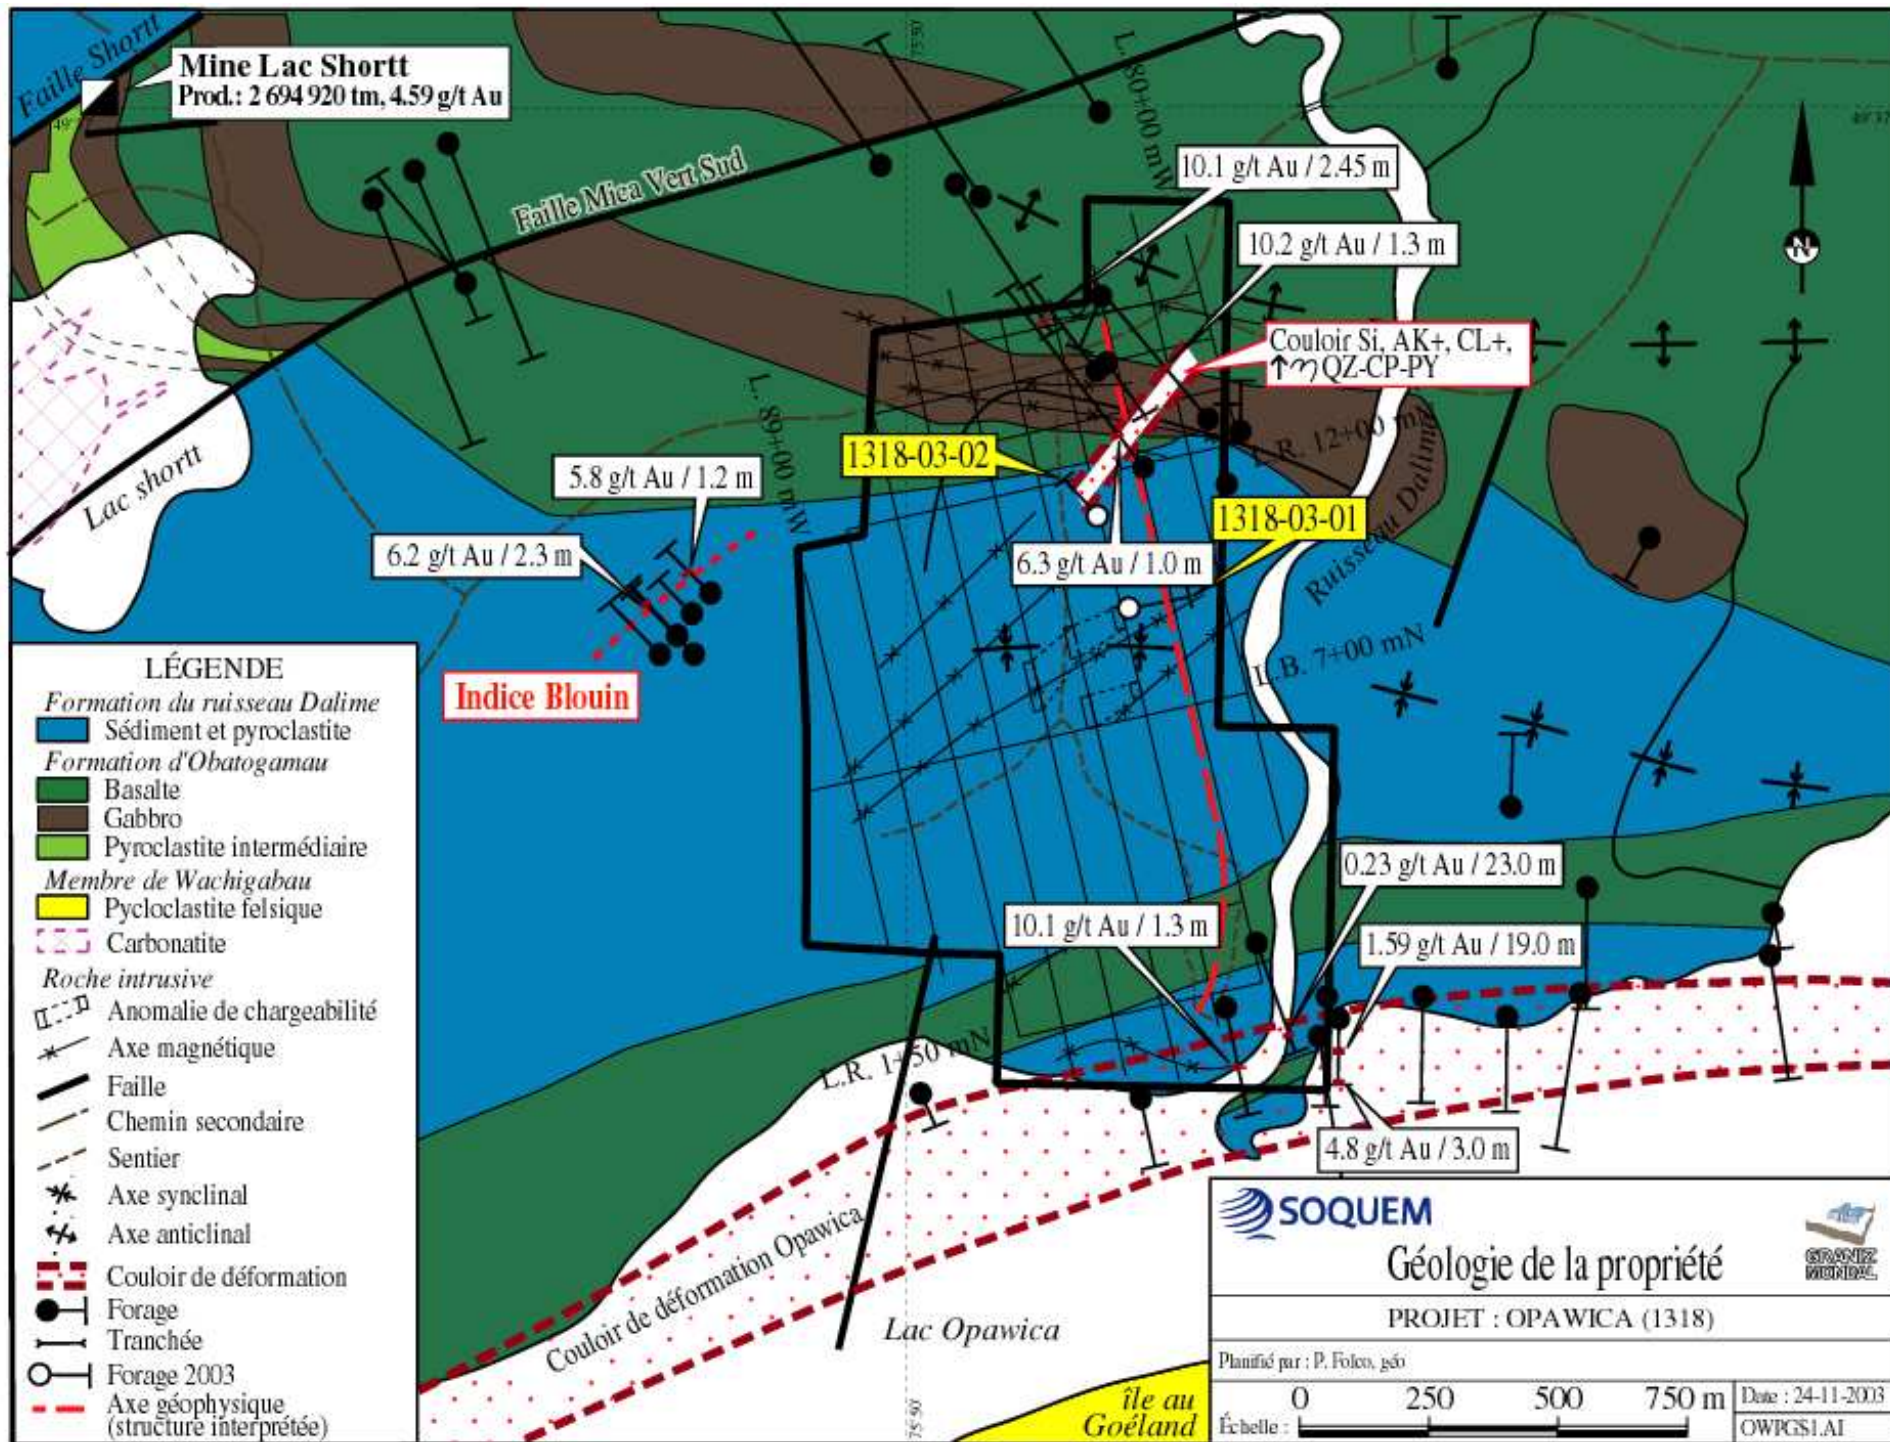 Faille Shortt
Mine Lac Shortt
Prod.: 2 694 920 tm, 4.59 g/t Au
49°
75°50'
L. 80+00 mW
49°37'
Faille Mica Vert Sud
10.1 g/t Au / 2.45 m
10.2 g/t Au / 1.3 m
N
Couloir Si, AK+, CL+,
QZ-CP-PY
L. 89+00 mW
1318-03-02
L.R. 12+00 mN
Lac shortt
5.8 g/t Au / 1.2 m
1318-03-01
6.2 g/t Au / 2.3 m
6.3 g/t Au / 1.0 m
Ruisseau Dalime
L.B. 7+00 mN
Indice Blouin
0.23 g/t Au / 23.0 m
10.1 g/t Au / 1.3 m
1.59 g/t Au / 19.0 m
L.R. 1+50 mN
4.8 g/t Au / 3.0 m
Couloir de déformation Opawica
Lac Opawica
75°50'
île au
Goéland
LÉGENDE
Formation du ruisseau Dalime
Sédiment et pyroclastite
Formation d'Obatogamau
Basalte
Gabbro
Pyroclastite intermédiaire
Membre de Wachigabau
Pycloclastite felsique
Carbonatite
Roche intrusive
Anomalie de chargeabilité
Axe magnétique
Faille
Chemin secondaire
Sentier
Axe synclinal
Axe anticlinal
Couloir de déformation
Forage
Tranchée
Forage 2003
Axe géophysique
(structure interprétée)
SOQUEM
GRANIZ
MONDIAL
Géologie de la propriété
PROJET : OPAWICA (1318)
Planifié par : P. Folco, géo
Échelle : 0 250 500 750 m
Date : 24-11-2003
OWPGS1.AI